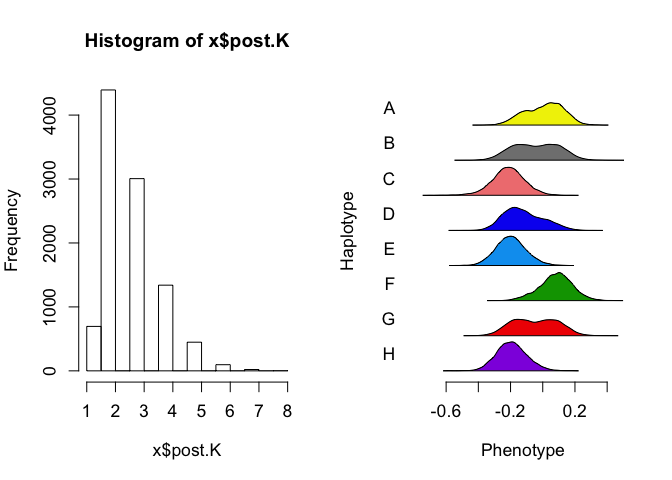 Histogram of x$post.K
Frequency
0
1000
2000
3000
4000
1 2 3 4 5 6 7 8
x$post.K
Haplotype
A
B
C
D
E
F
G
H
-0.6 -0.2 0.2
Phenotype